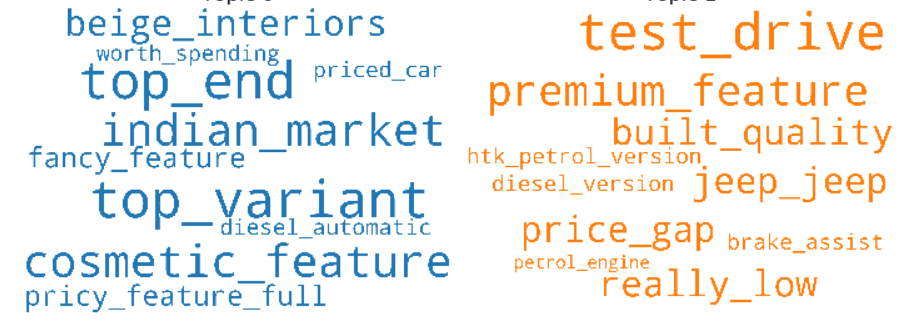 beige_interiors
worth_spending
top_end
priced_car
indian_market
fancy_feature
top_variant
diesel_automatic
cosmetic_feature
pricy_feature_full
test_drive
premium_feature
built_quality
htk_petrol_version
diesel_version
jeep_jeep
price_gap
brake_assist
petrol_engine
really_low